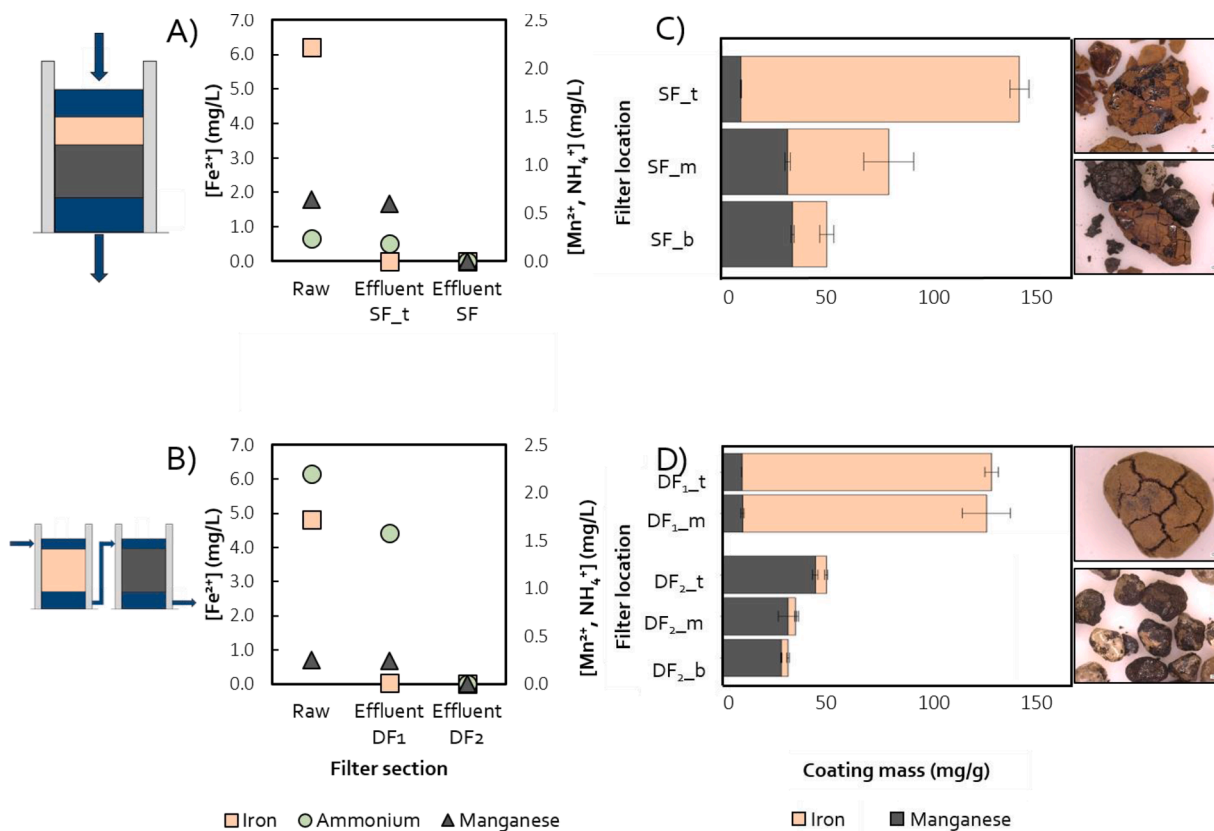 A)
[Fe²⁺] (mg/L)
7.0
6.0
5.0
4.0
3.0
2.0
1.0
0.0
2.5
2.0
1.5
1.0
0.5
0.0
[Mn²⁺, NH₄⁺] (mg/L)
Raw
Effluent SF_t
Effluent SF
C)
Filter location
SF_t
SF_m
SF_b
0 50 100 150
B)
[Fe²⁺] (mg/L)
7.0
6.0
5.0
4.0
3.0
2.0
1.0
0.0
2.5
2.0
1.5
1.0
0.5
0.0
[Mn²⁺, NH₄⁺] (mg/L)
Raw
Effluent DF1
Effluent DF2
Filter section
Iron Ammonium Manganese
D)
Filter location
DF₁_t
DF₁_m
DF₂_t
DF₂_m
DF₂_b
0 50 100 150
Coating mass (mg/g)
Iron Manganese